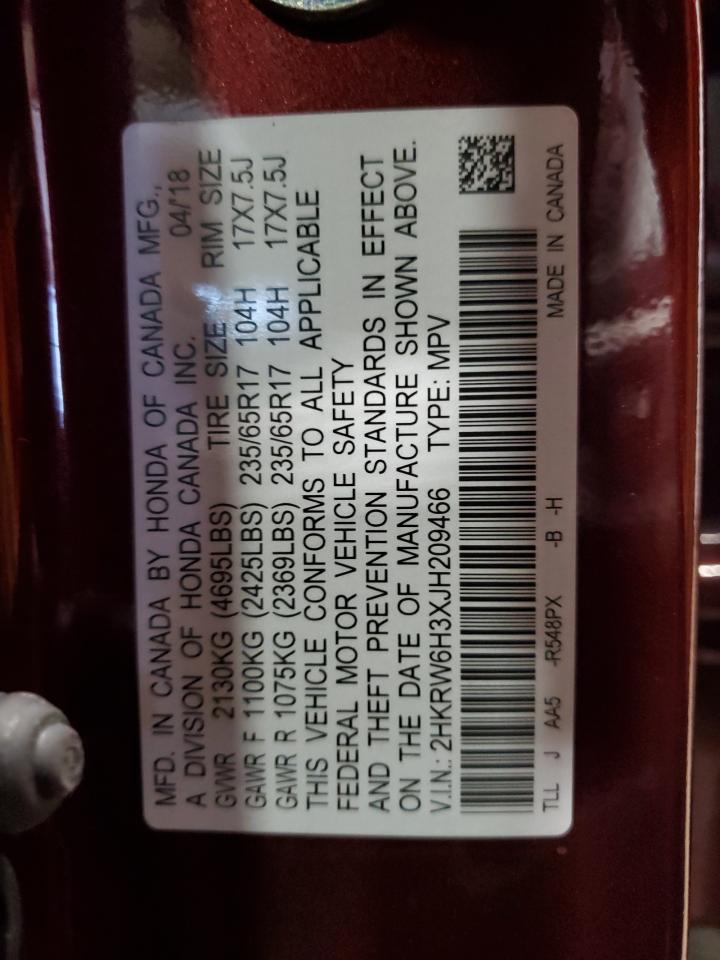 MFD. IN CANADA BY HONDA OF CANADA MFG.,
A DIVISION OF HONDA CANADA INC. 04/'18
GVWR 2130KG (4695LBS) TIRE SIZE RIM SIZE
GAWR F 1100KG (2425LBS) 235/65R17 104H 17X7.5J
GAWR R 1075KG (2369LBS) 235/65R17 104H 17X7.5J
THIS VEHICLE CONFORMS TO ALL APPLICABLE
FEDERAL MOTOR VEHICLE SAFETY
AND THEFT PREVENTION STANDARDS IN EFFECT
ON THE DATE OF MANUFACTURE SHOWN ABOVE.
V.I.N.: 2HKRW6H3XJH209466 TYPE: MPV
TLL J AA5 -R548PX -B -H MADE IN CANADA